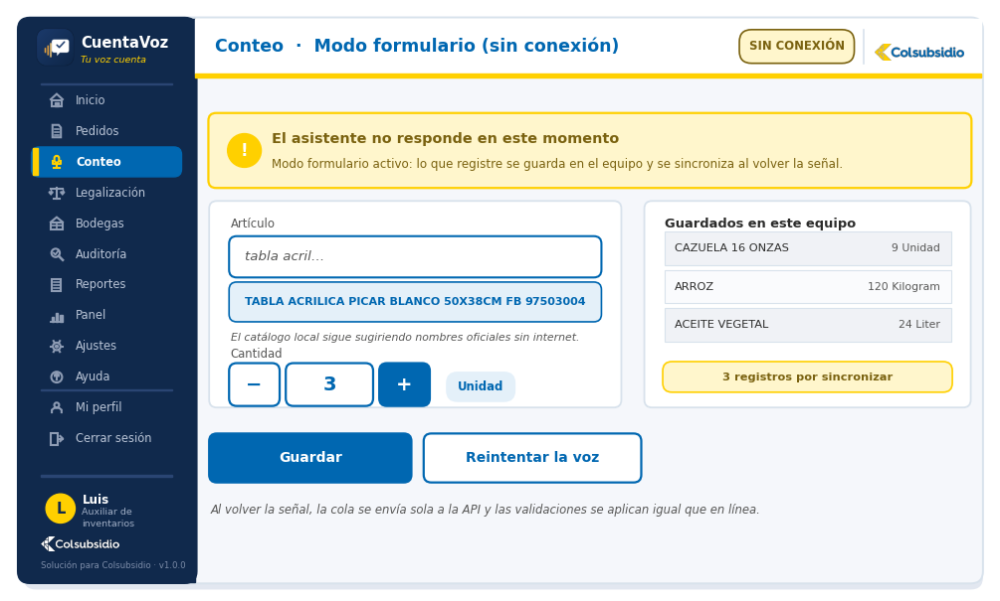 CuentaVoz
Tu voz cuenta
Inicio
Pedidos
Conteo
Legalización
Bodegas
Auditoría
Reportes
Panel
Ajustes
Ayuda
Mi perfil
Cerrar sesión
L
Luis
Auxiliar de
inventarios
Colsubsidio
Solución para Colsubsidio · v1.0.0
Conteo · Modo formulario (sin conexión)
SIN CONEXIÓN
Colsubsidio
!
El asistente no responde en este momento
Modo formulario activo: lo que registre se guarda en el equipo y se sincroniza al volver la señal.
Artículo
tabla acril...
TABLA ACRILICA PICAR BLANCO 50X38CM FB 97503004
El catálogo local sigue sugiriendo nombres oficiales sin internet.
Cantidad
− 3 + Unidad
Guardados en este equipo
CAZUELA 16 ONZAS 9 Unidad
ARROZ 120 Kilogram
ACEITE VEGETAL 24 Liter
3 registros por sincronizar
Guardar
Reintentar la voz
Al volver la señal, la cola se envía sola a la API y las validaciones se aplican igual que en línea.